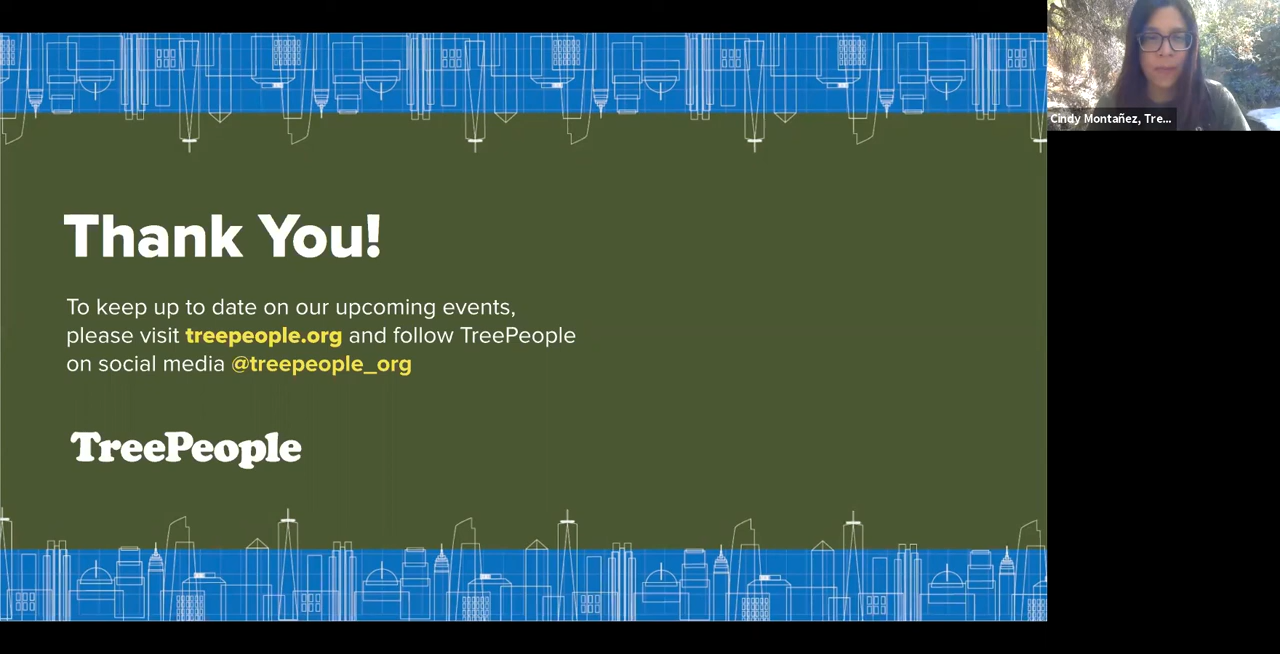 Cindy Montañez, Tre...
Thank You!
To keep up to date on our upcoming events,
please visit treepeople.org and follow TreePeople
on social media @treepeople_org
TreePeople